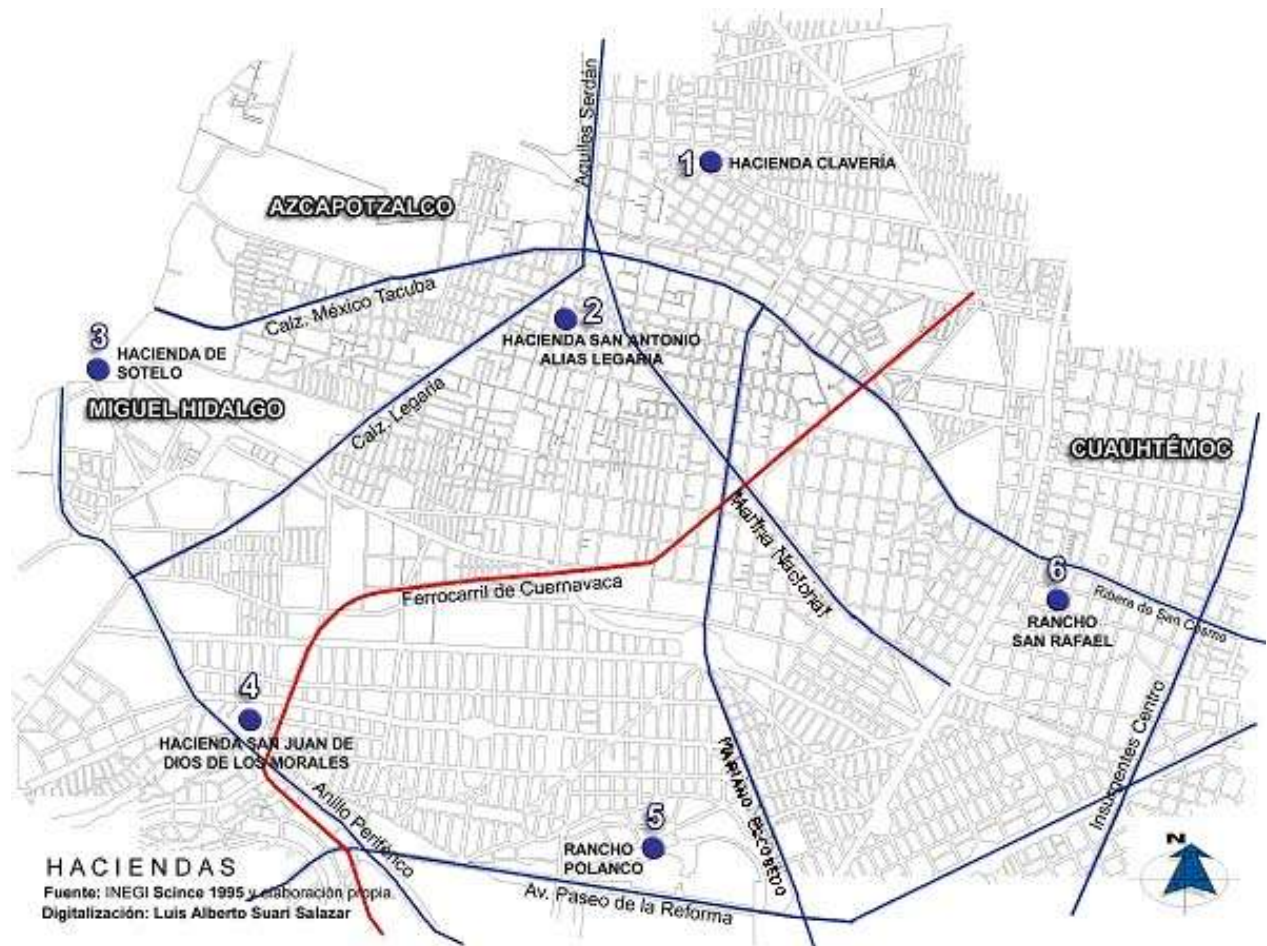 Aquiles Serdán
1 HACIENDA CLAVERÍA
AZCAPOTZALCO
Calz. México Tacuba
2
HACIENDA SAN ANTONIO
ALIAS LEGARIA
3
HACIENDA DE
SOTELO
MIGUEL HIDALGO
Calz. Legaria
CUAUHTÉMOC
Marina Nacional
Ferrocarril de Cuernavaca
6
Ribera de San Cosme
RANCHO
SAN RAFAEL
4
HACIENDA SAN JUAN DE
DIOS DE LOS MORALES
Insurgentes Centro
MARIANO ESCOBEDO
Anillo Periférico
5
RANCHO
POLANCO
Av. Paseo de la Reforma
HACIENDAS
Fuente: INEGI Scince 1995 y elaboración propia.
Digitalización: Luis Alberto Suari Salazar
N